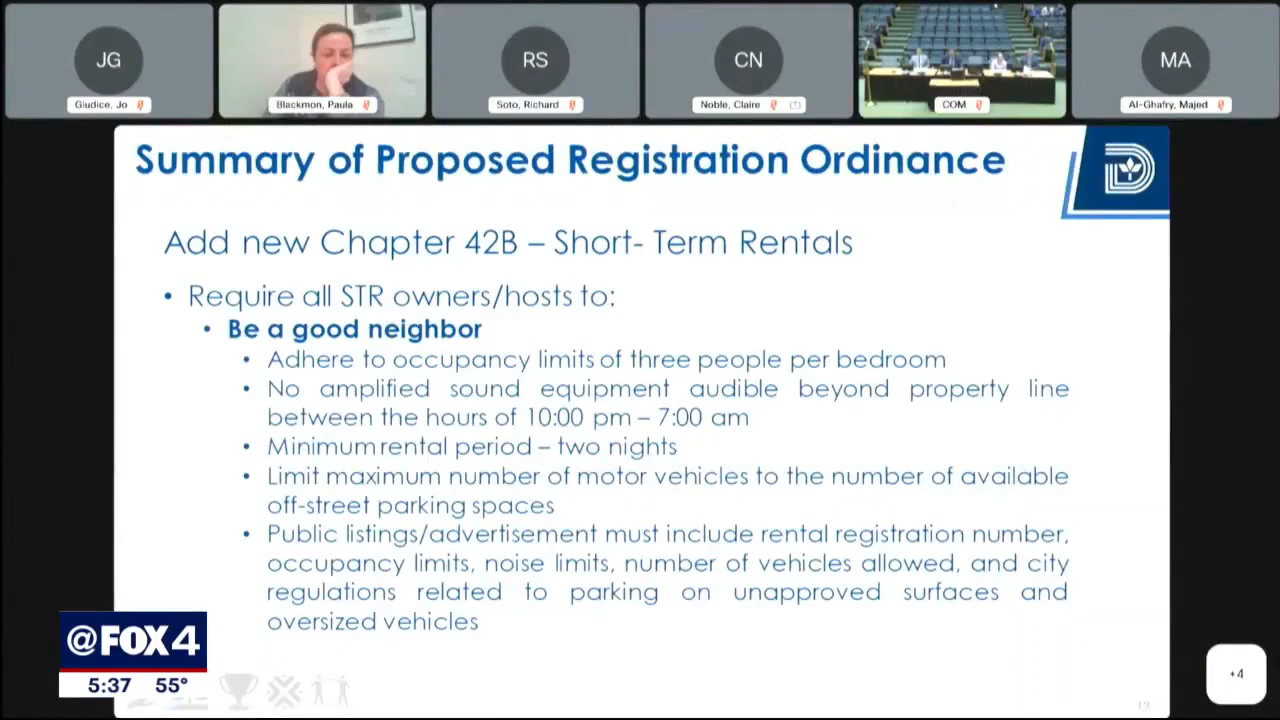 JG
RS
CN
MA
Giudice, Jo
Blackmon, Paula
Soto, Richard
Noble, Claire
COM
Al-Ghafry, Majed
Summary of Proposed Registration Ordinance
D
Add new Chapter 42B – Short- Term Rentals
• Require all STR owners/hosts to:
• Be a good neighbor
• Adhere to occupancy limits of three people per bedroom
• No amplified sound equipment audible beyond property line
between the hours of 10:00 pm – 7:00 am
• Minimum rental period – two nights
• Limit maximum number of motor vehicles to the number of available
off-street parking spaces
• Public listings/advertisement must include rental registration number,
occupancy limits, noise limits, number of vehicles allowed, and city
regulations related to parking on unapproved surfaces and
oversized vehicles
@FOX 4
5:37 55°
+4
19